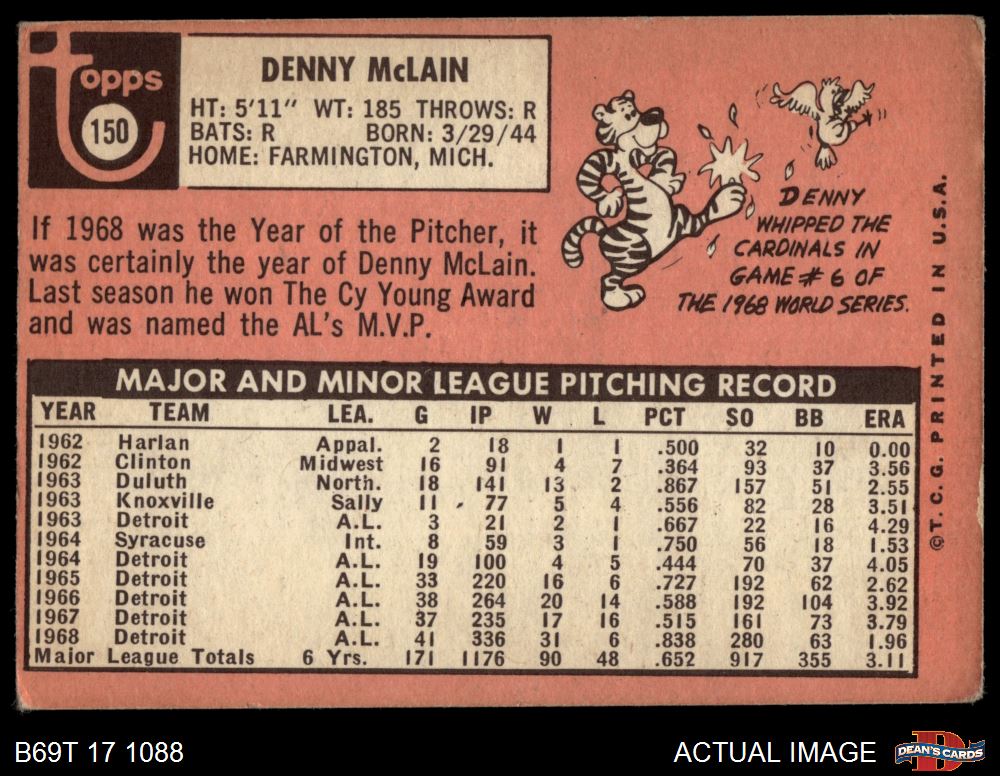 topps
150
DENNY McLAIN
HT: 5'11" WT: 185 THROWS: R
BATS: R BORN: 3/29/44
HOME: FARMINGTON, MICH.
If 1968 was the Year of the Pitcher, it
was certainly the year of Denny McLain.
Last season he won The Cy Young Award
and was named the AL's M.V.P.
DENNY
WHIPPED THE
CARDINALS IN
GAME # 6 OF
THE 1968 WORLD SERIES.
©T.C.G. PRINTED IN U.S.A.
MAJOR AND MINOR LEAGUE PITCHING RECORD
YEAR TEAM LEA. G IP W L PCT SO BB ERA
1962 Harlan Appal. 2 18 1 1 .500 32 10 0.00
1962 Clinton Midwest 16 91 4 7 .364 93 37 3.56
1963 Duluth North. 18 141 13 2 .867 157 51 2.55
1963 Knoxville Sally 11 77 5 4 .556 82 28 3.51
1963 Detroit A.L. 3 21 2 1 .667 22 16 4.29
1964 Syracuse Int. 8 59 3 1 .750 56 18 1.53
1964 Detroit A.L. 19 100 4 5 .444 70 37 4.05
1965 Detroit A.L. 33 220 16 6 .727 192 62 2.62
1966 Detroit A.L. 38 264 20 14 .588 192 104 3.92
1967 Detroit A.L. 37 235 17 16 .515 161 73 3.79
1968 Detroit A.L. 41 336 31 6 .838 280 63 1.96
Major League Totals 6 Yrs. 171 1176 90 48 .652 917 355 3.11
B69T 17 1088
ACTUAL IMAGE
DEAN'S CARDS